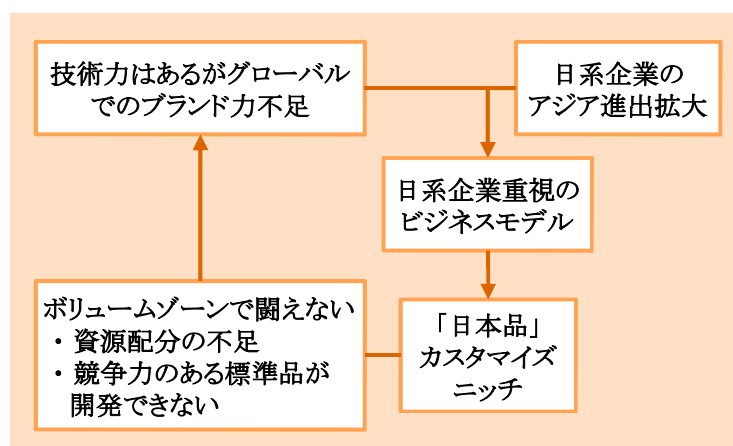 技術力はあるがグローバル
でのブランド力不足
日系企業の
アジア進出拡大
日系企業重視の
ビジネスモデル
ボリュームゾーンで闘えない
・ 資源配分の不足
・ 競争力のある標準品が
開発できない
「日本品」
カスタマイズ
ニッチ